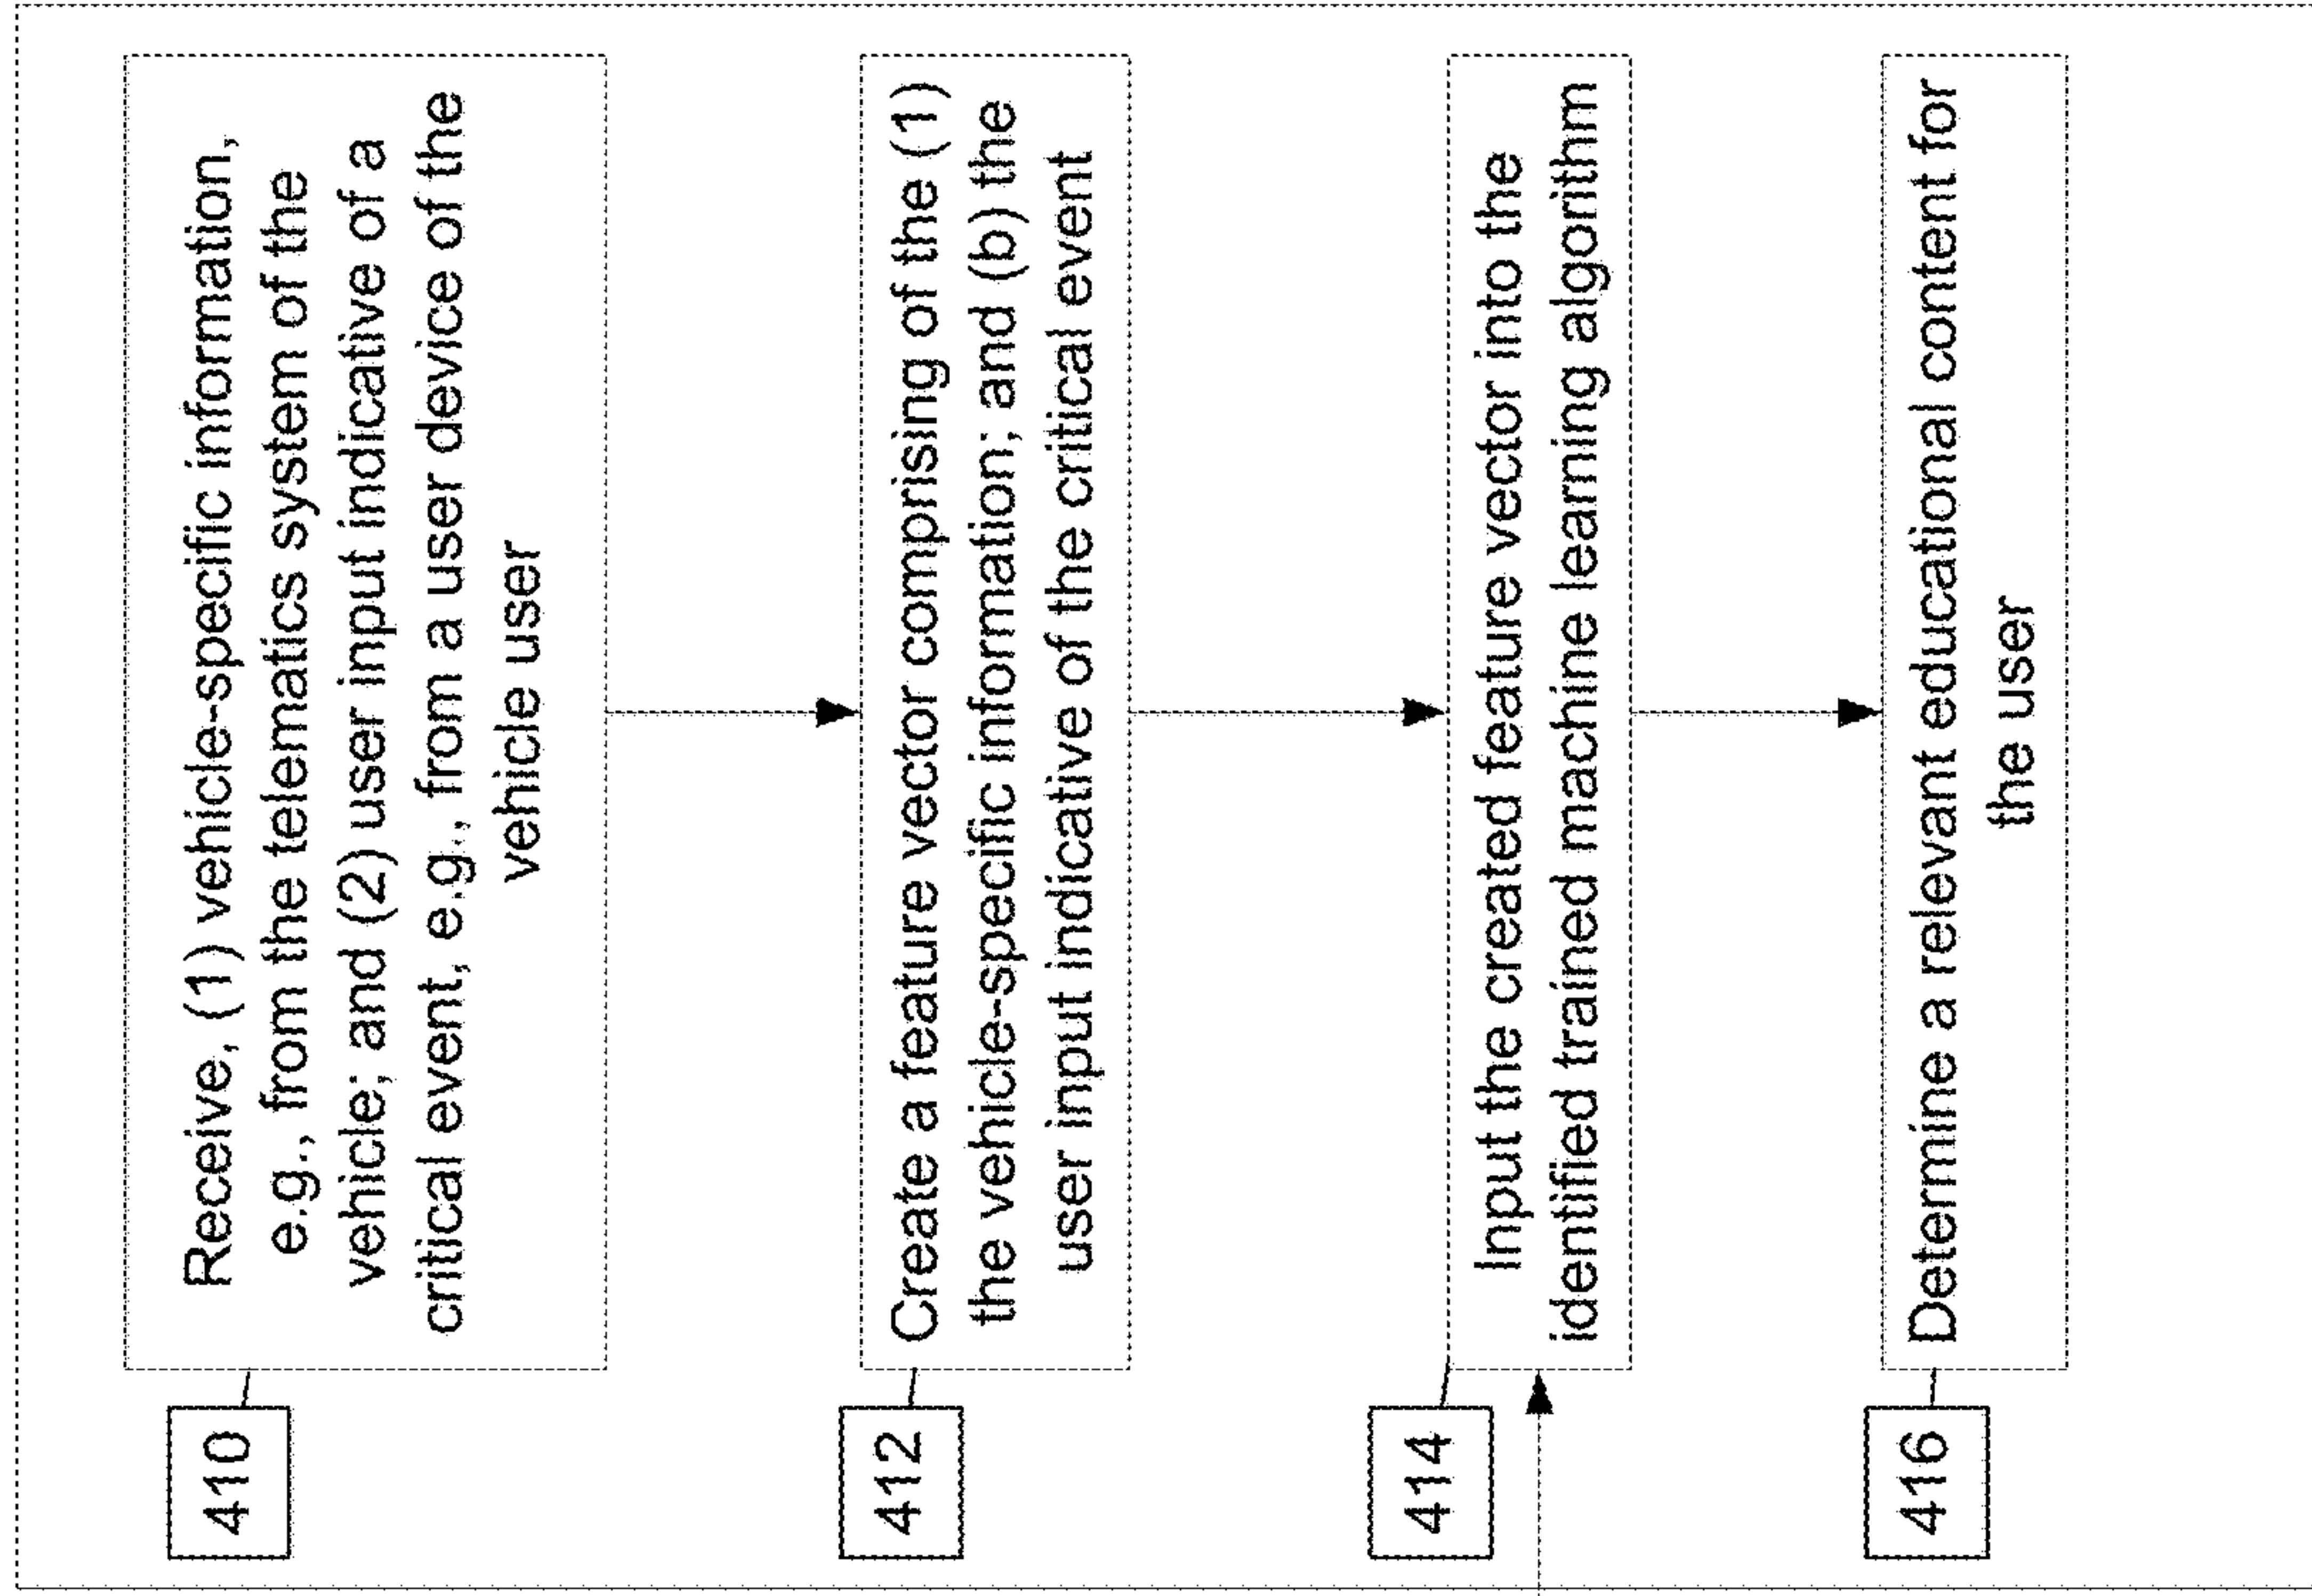 410
Receive, (1) vehicle-specific information,
e.g., from the telematics system of the
vehicle; and (2) user input indicative of a
critical event, e.g., from a user device of the
vehicle user
412
Create a feature vector comprising of the (1)
the vehicle-specific information; and (b) the
user input indicative of the critical event
414
Input the created feature vector into the
identified trained machine learning algorithm
416
Determine a relevant educational content for
the user